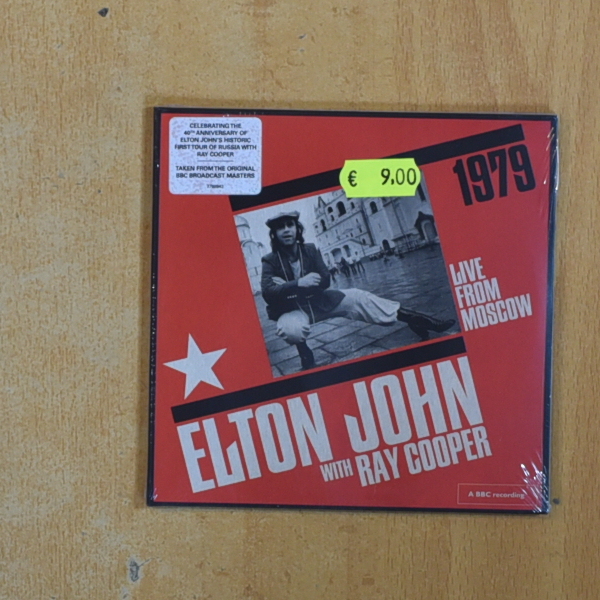 CELEBRATING THE
40TH ANNIVERSARY OF
ELTON JOHN'S HISTORIC
FIRST TOUR OF RUSSIA WITH
RAY COOPER
TAKEN FROM THE ORIGINAL
BBC BROADCAST MASTERS
€ 9,00
1979
LIVE
FROM
MOSCOW
ELTON JOHN
WITH RAY COOPER
A BBC recording